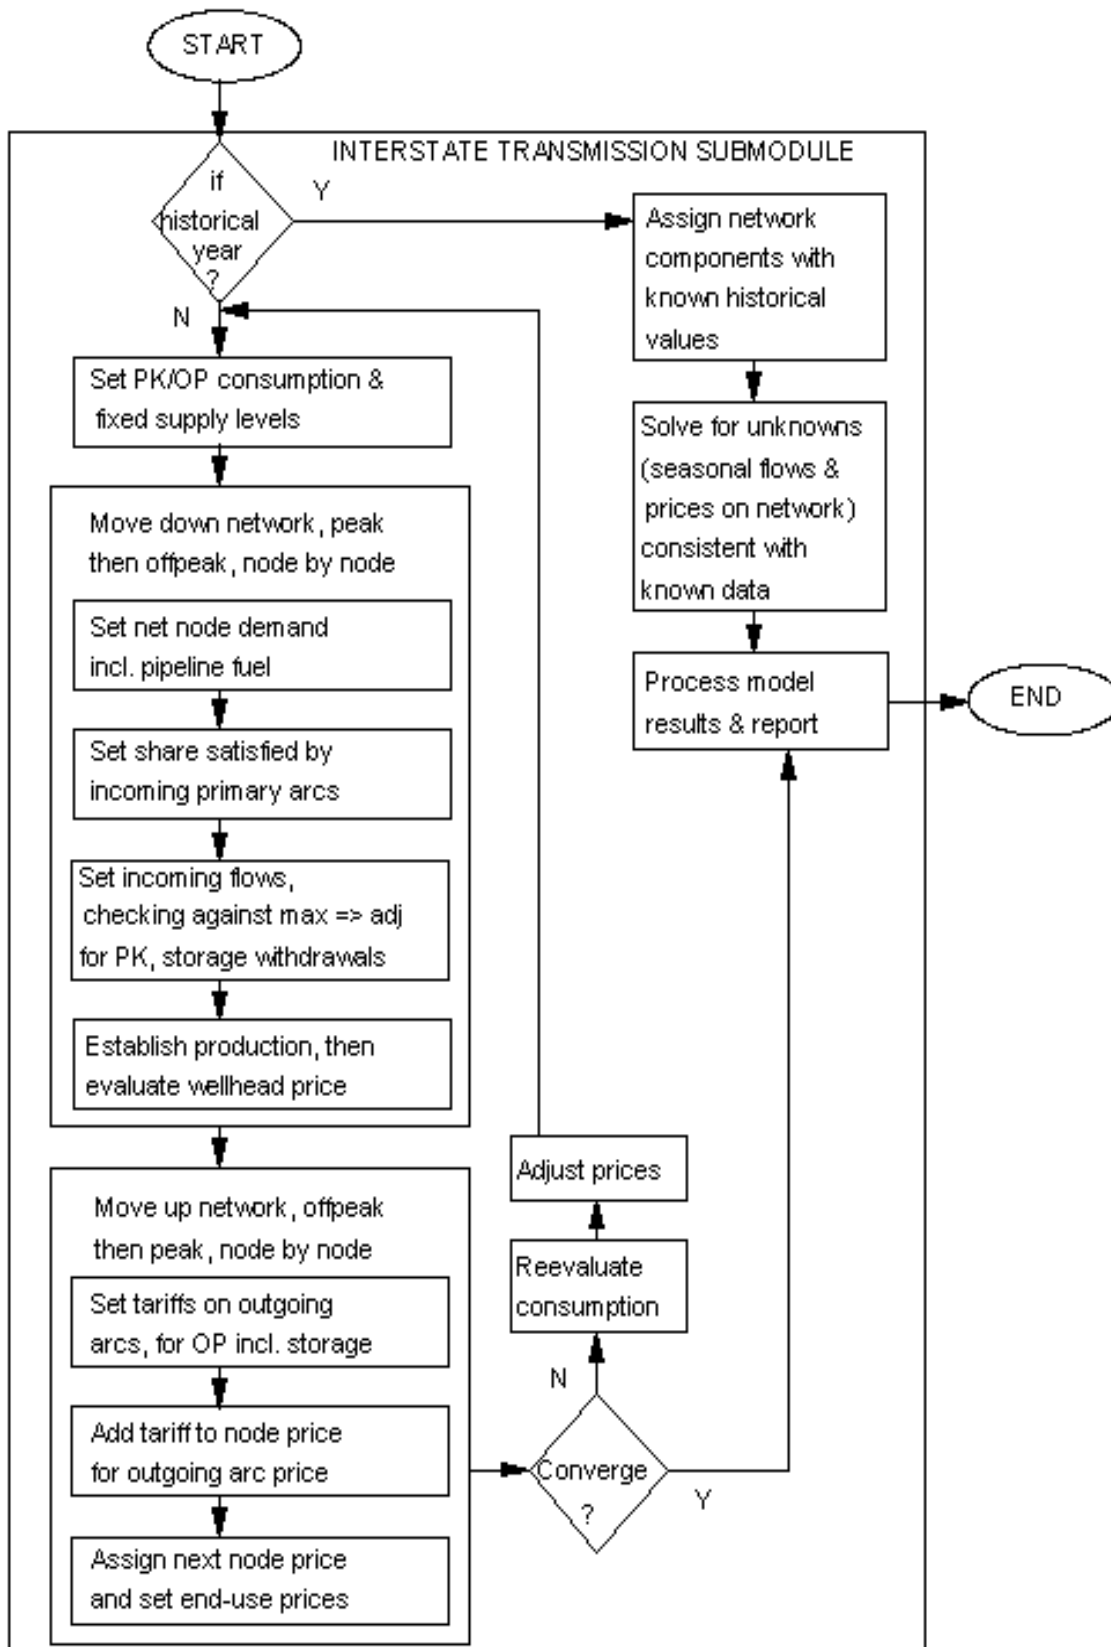 START
INTERSTATE TRANSMISSION SUBMODULE
if
historical
year
?
Y
N
Assign network
components with
known historical
values
Solve for unknowns
(seasonal flows &
prices on network)
consistent with
known data
Process model
results & report
END
Set PK/OP consumption &
fixed supply levels
Move down network, peak
then offpeak, node by node
Set net node demand
incl. pipeline fuel
Set share satisfied by
incoming primary arcs
Set incoming flows,
checking against max => adj
for PK, storage withdrawals
Establish production, then
evaluate wellhead price
Move up network, offpeak
then peak, node by node
Set tariffs on outgoing
arcs, for OP incl. storage
Add tariff to node price
for outgoing arc price
Assign next node price
and set end-use prices
Converge
?
N
Y
Reevaluate
consumption
Adjust prices